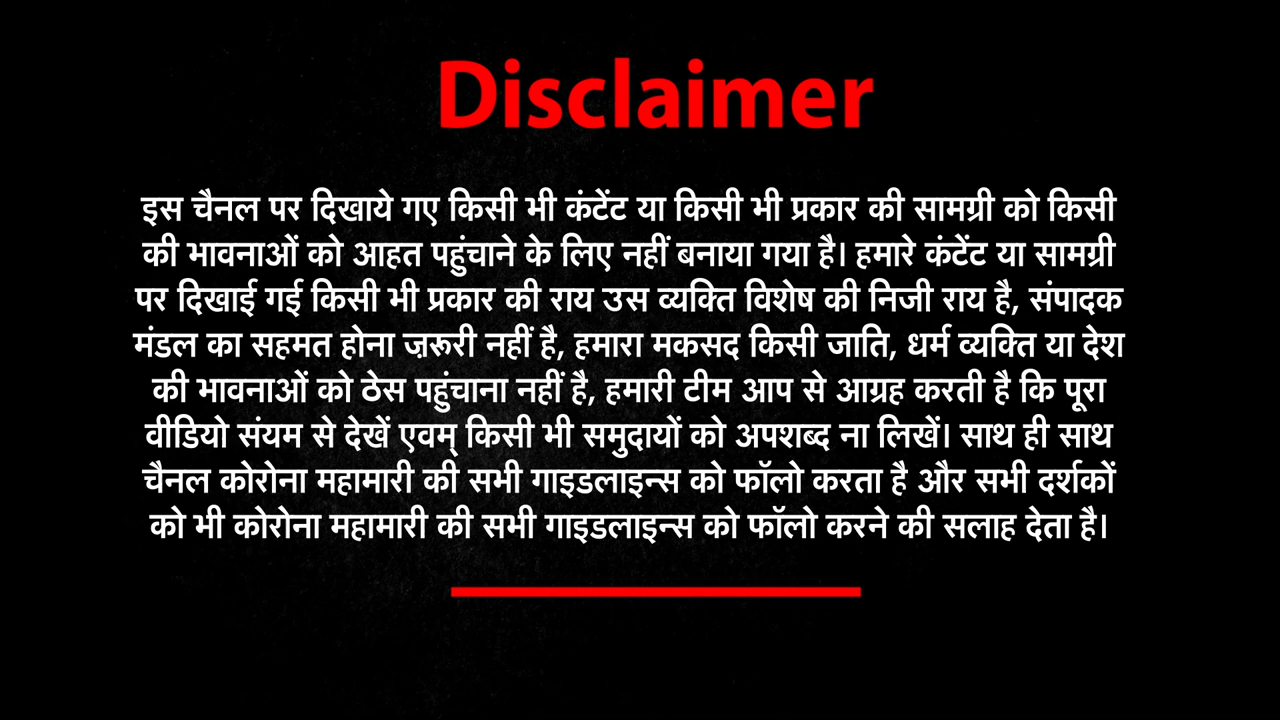 Disclaimer
इस चैनल पर दिखाये गए किसी भी कंटेंट या किसी भी प्रकार की सामग्री को किसी
की भावनाओं को आहत पहुंचाने के लिए नहीं बनाया गया है। हमारे कंटेंट या सामग्री
पर दिखाई गई किसी भी प्रकार की राय उस व्यक्ति विशेष की निजी राय है, संपादक
मंडल का सहमत होना ज़रूरी नहीं है, हमारा मकसद किसी जाति, धर्म व्यक्ति या देश
की भावनाओं को ठेस पहुंचाना नहीं है, हमारी टीम आप से आग्रह करती है कि पूरा
वीडियो संयम से देखें एवम् किसी भी समुदायों को अपशब्द ना लिखें। साथ ही साथ
चैनल कोरोना महामारी की सभी गाइडलाइन्स को फॉलो करता है और सभी दर्शकों
को भी कोरोना महामारी की सभी गाइडलाइन्स को फॉलो करने की सलाह देता है।